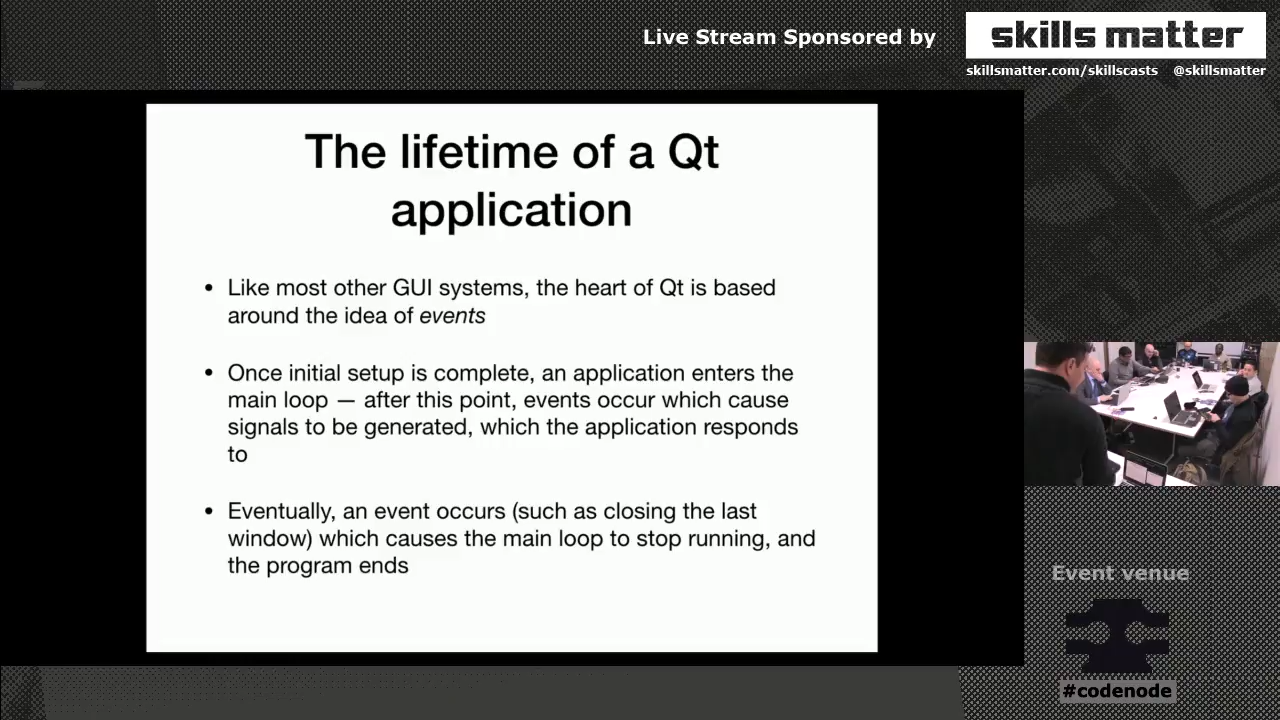 Live Stream Sponsored by
skills matter
skillsmatter.com/skillscasts @skillsmatter
The lifetime of a Qt
application
• Like most other GUI systems, the heart of Qt is based
around the idea of events
• Once initial setup is complete, an application enters the
main loop — after this point, events occur which cause
signals to be generated, which the application responds
to
• Eventually, an event occurs (such as closing the last
window) which causes the main loop to stop running, and
the program ends
Event venue
#codenode